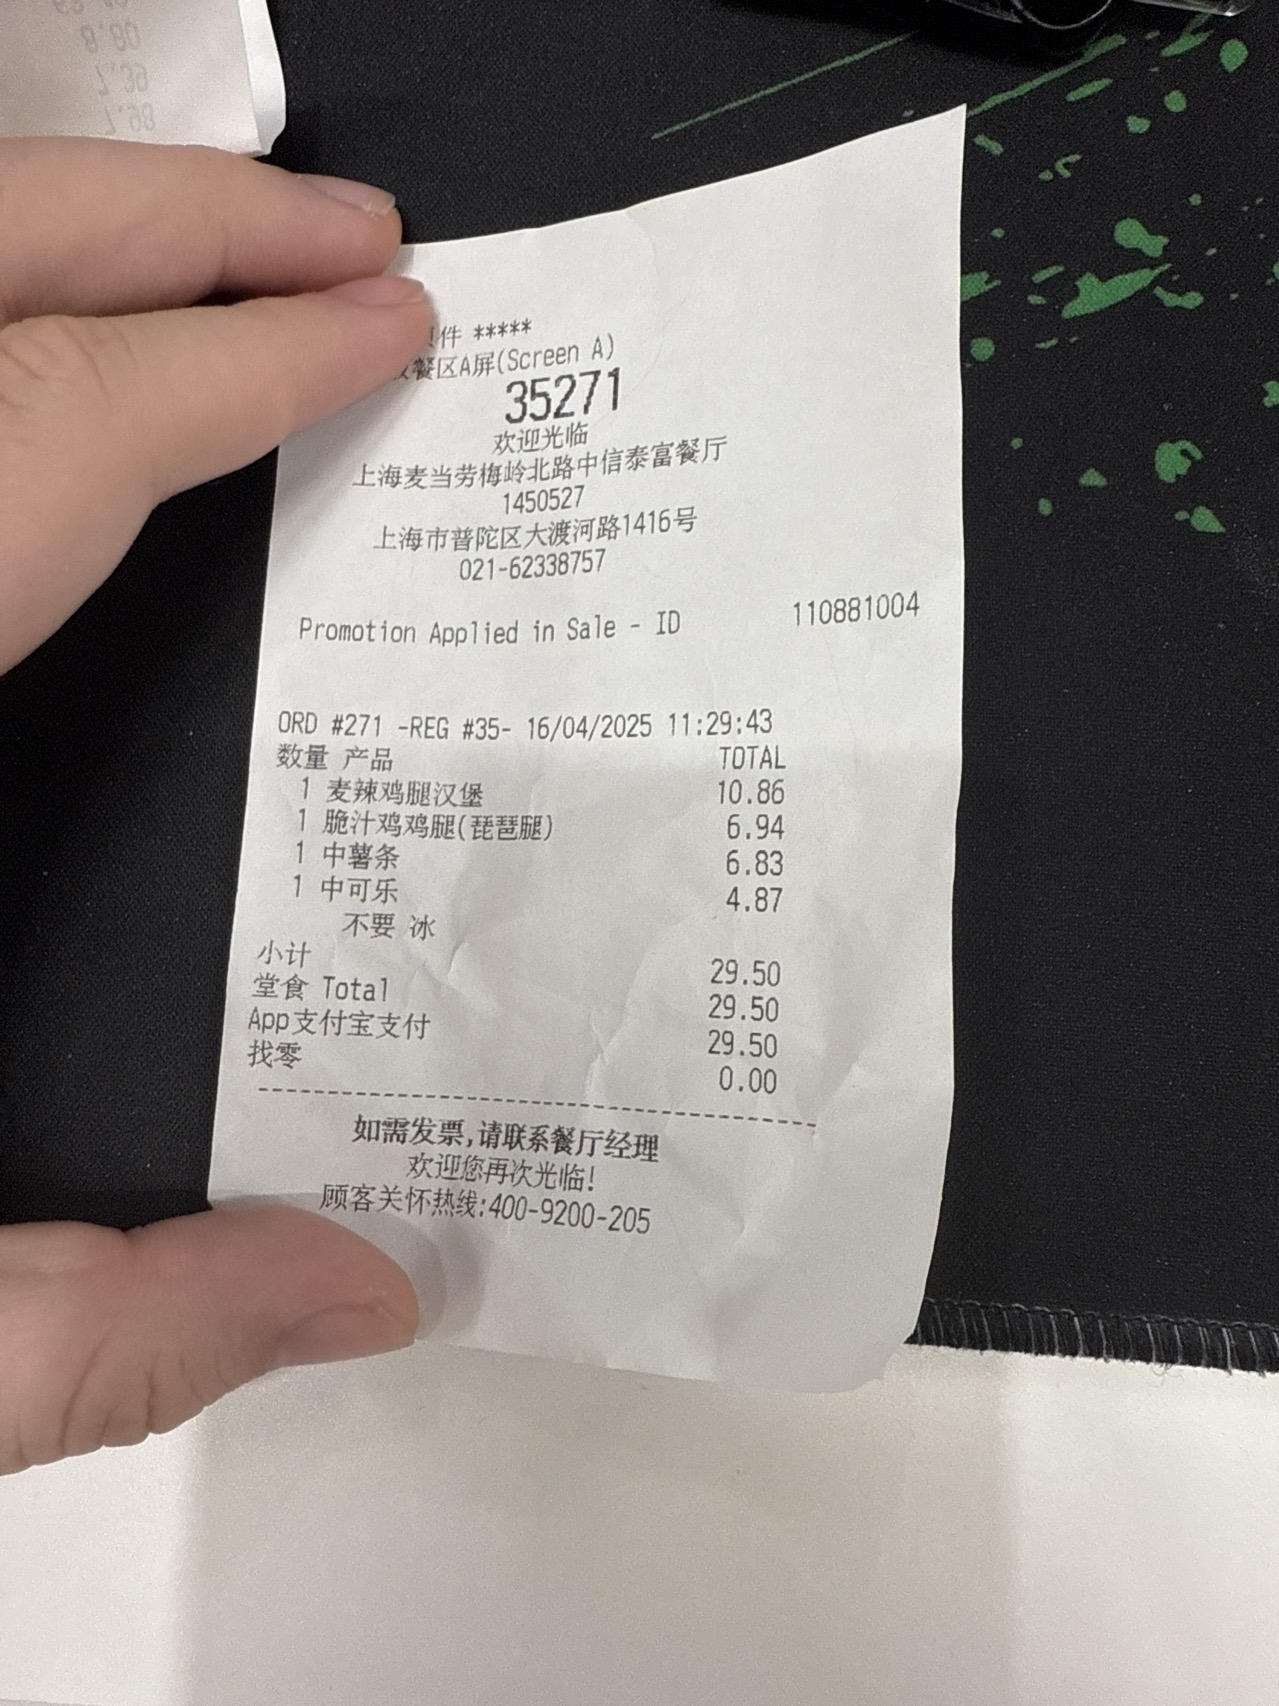 8.80
7.39
7.98
件 *****
餐区A屏(Screen A)
35271
欢迎光临
上海麦当劳梅岭北路中信泰富餐厅
1450527
上海市普陀区大渡河路1416号
021-62338757
Promotion Applied in Sale - ID 110881004
ORD #271 -REG #35- 16/04/2025 11:29:43
数量 产品 TOTAL
1 麦辣鸡腿汉堡 10.86
1 脆汁鸡鸡腿(琵琶腿) 6.94
1 中薯条 6.83
1 中可乐 4.87
不要 冰
小计 29.50
堂食 Total 29.50
App支付宝支付 29.50
找零 0.00
如需发票,请联系餐厅经理
欢迎您再次光临!
顾客关怀热线:400-9200-205